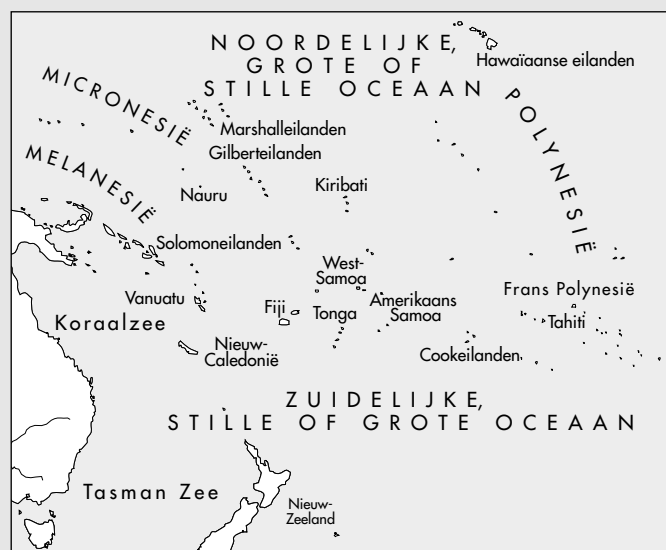 NOORDELIJKE,
GROTE OF
STILLE OCEAAN
Hawaïaanse eilanden
MICRONESIË
POLYNESIË
Marshalleilanden
Gilberteilanden
MELANESIË
Nauru
Kiribati
Solomoneilanden
West-
Samoa
Vanuatu
Fiji
Tonga
Amerikaans
Samoa
Frans Polynesië
Tahiti
Koraalzee
Nieuw-
Caledonië
Cookeilanden
ZUIDELIJKE,
STILLE OF GROTE OCEAAN
Tasman Zee
Nieuw-
Zeeland